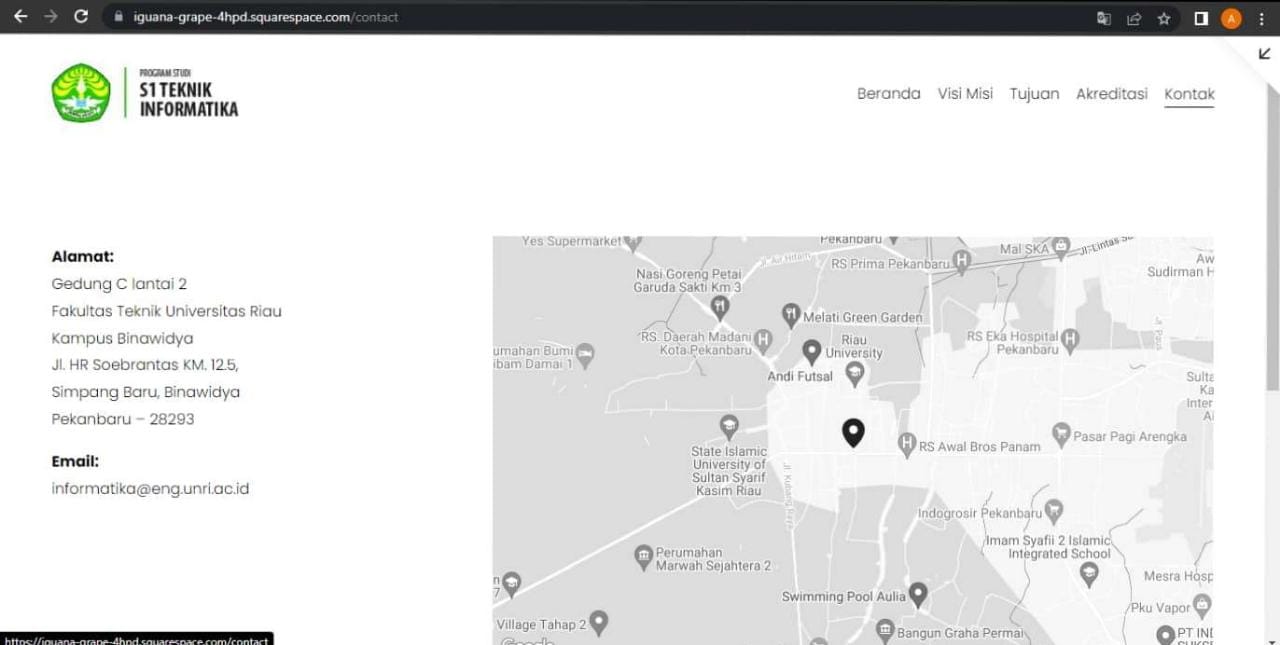 iguana-grape-4hpd.squarespace.com/contact
A
PROGRAM STUDI
S1 TEKNIK
INFORMATIKA
Beranda Visi Misi Tujuan Akreditasi Kontak
Alamat:
Gedung C lantai 2
Fakultas Teknik Universitas Riau
Kampus Binawidya
Jl. HR Soebrantas KM. 12.5,
Simpang Baru, Binawidya
Pekanbaru – 28293
Email:
informatika@eng.unri.ac.id
Yes Supermarket
Pekanbaru
Mal SKA
Jl. Air Hitam
RS Prima Pekanbaru
Aw
Sudirman H
Nasi Goreng Petai
Garuda Sakti Km 3
Melati Green Garden
RS. Daerah Madani
Kota Pekanbaru
Riau
University
RS Eka Hospital
Pekanbaru
umahan Bumi
ibam Damai 1
Andi Futsal
Sulta
Ka
Inter
Ai
State Islamic
University of
Sultan Syarif
Kasim Riau
RS Awal Bros Panam
Pasar Pagi Arengka
Jl. Kubang Raya
Indogrosir Pekanbaru
Imam Syafii 2 Islamic
Integrated School
Perumahan
Marwah Sejahtera 2
n
7
Mesra Hosp
Swimming Pool Aulia
Pku Vapor
Village Tahap 2
Bangun Graha Permai
PT IND
Google
https://iguana-grape-4hpd.squarespace.com/contact